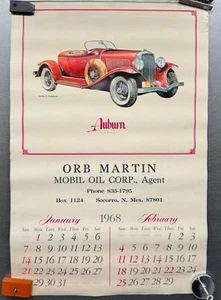 Auburn
ORB MARTIN
MOBIL OIL CORP., Agent
Phone 835-1795
Box 1124 Socorro, N. Mex. 87801
January 1968 February
Sun. Mon. Tue. Wed. Thu. Fri. Sat. Sun. Mon. Tue. Wed. Thu. Fri. Sat.
1 2 3 4 5 6 1 2 3
7 8 9 10 11 12 13 4 5 6 7 8 9 10
14 15 16 17 18 19 20 11 12 13 14 15 16 17
21 22 23 24 25 26 27 18 19 20 21 22 23 24
28 29 30 31 25 26 27 28 29